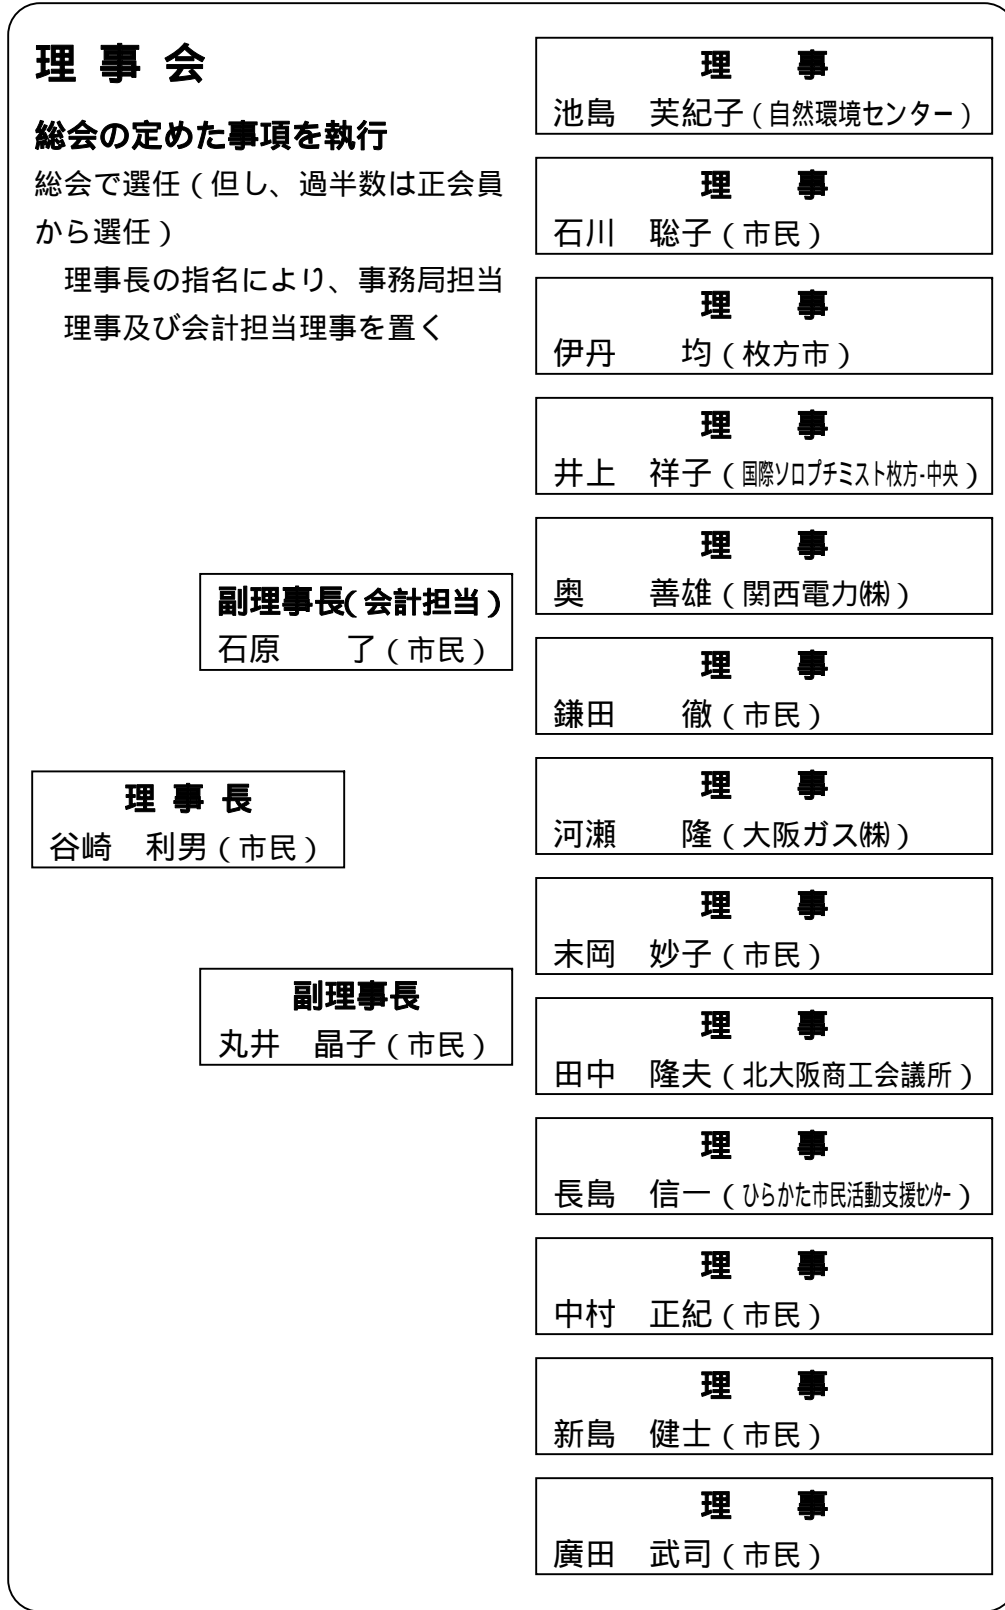 理事会
総会の定めた事項を執行
総会で選任（但し、過半数は正会員
から選任）
理事長の指名により、事務局担当
理事及び会計担当理事を置く
副理事長（会計担当）
石原　　了（市民）
理事長
谷崎　利男（市民）
副理事長
丸井　晶子（市民）
理　事
池島　芙紀子（自然環境センター）
理　事
石川　聡子（市民）
理　事
伊丹　　均（枚方市）
理　事
井上　祥子（国際ソロプチミスト枚方-中央）
理　事
奥　　善雄（関西電力㈱）
理　事
鎌田　　徹（市民）
理　事
河瀬　　隆（大阪ガス㈱）
理　事
末岡　妙子（市民）
理　事
田中　隆夫（北大阪商工会議所）
理　事
長島　信一（ひらかた市民活動支援ｾﾝﾀｰ）
理　事
中村　正紀（市民）
理　事
新島　健士（市民）
理　事
廣田　武司（市民）